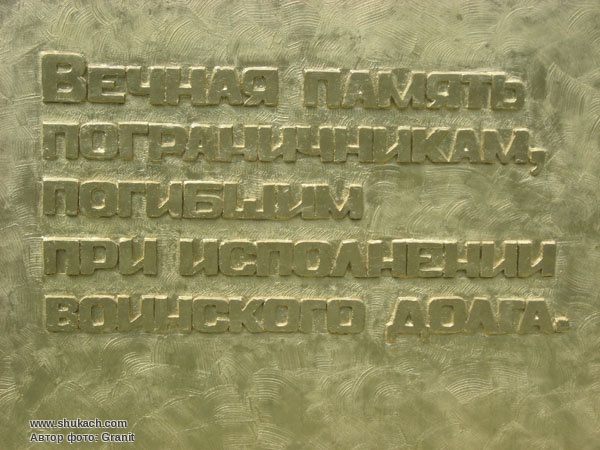 Вечная память
пограничникам,
погибшим
при исполнении
воинского долга.
www.shukach.com
Автор фото: Granit